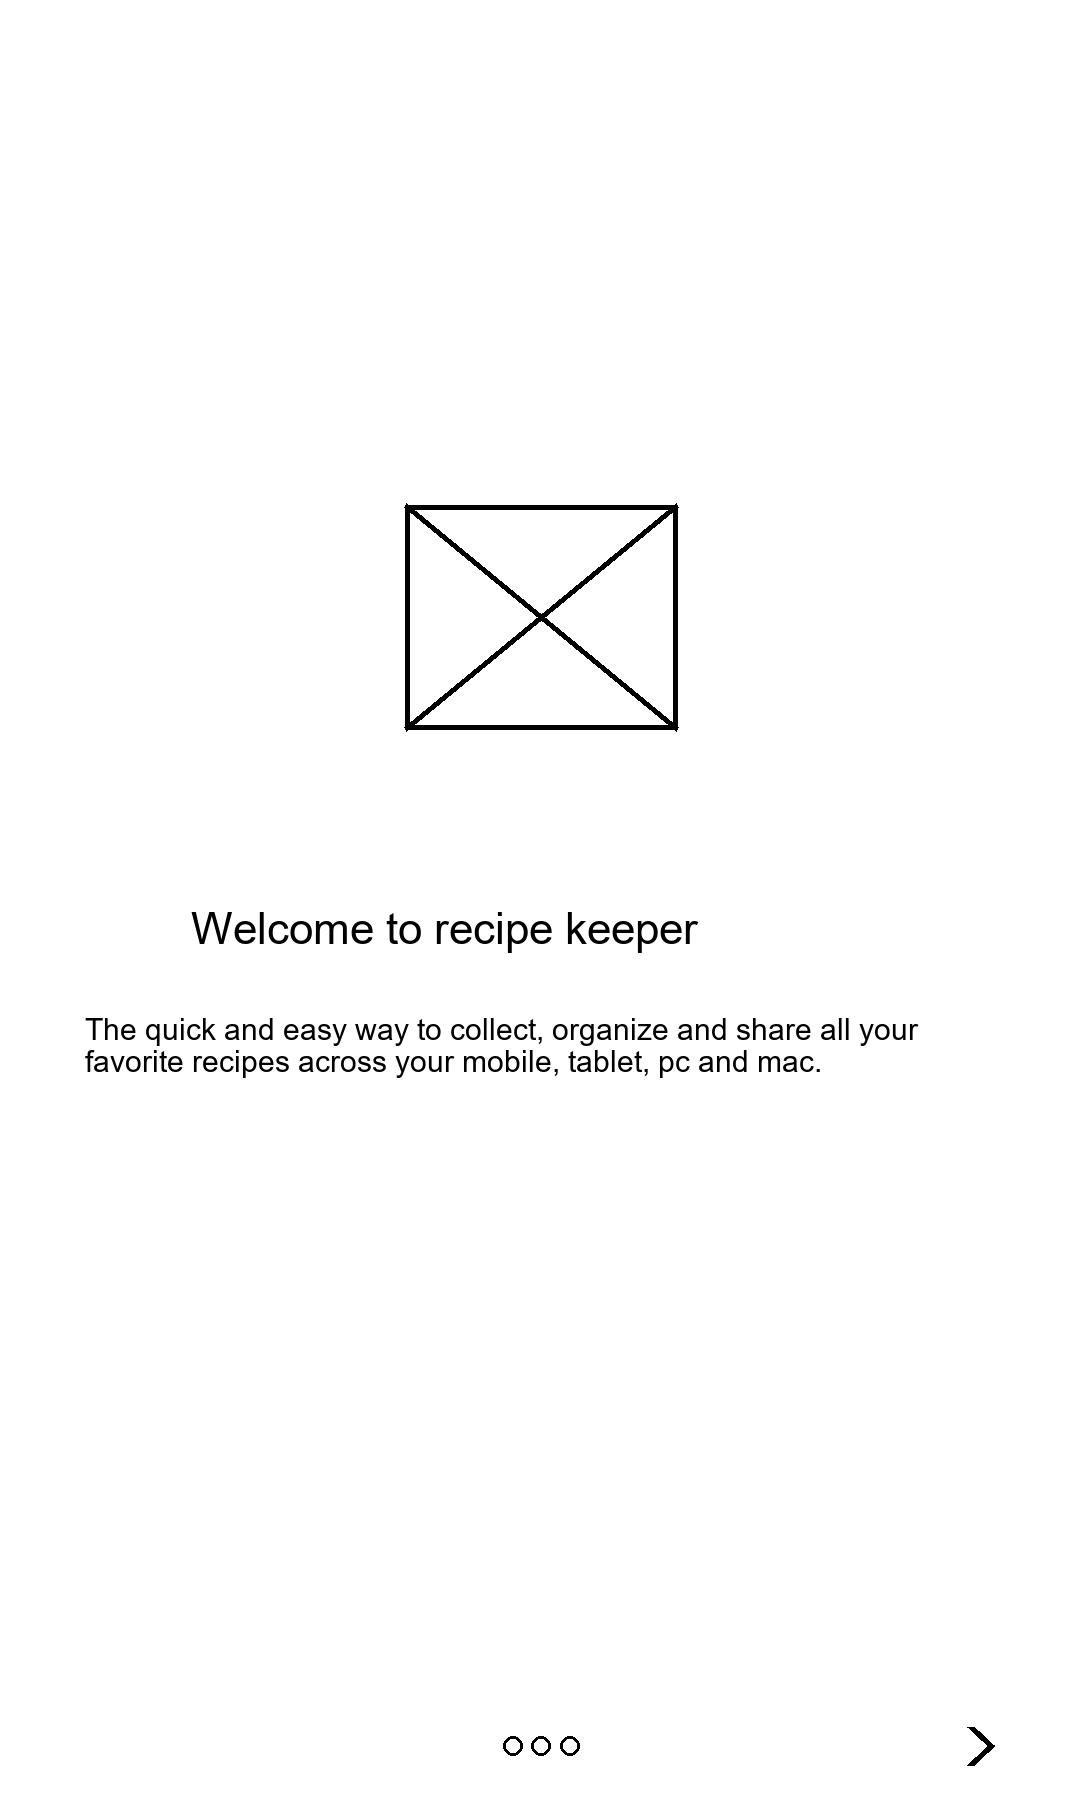 Welcome to recipe keeper
The quick and easy way to collect, organize and share all your
favorite recipes across your mobile, tablet, pc and mac.